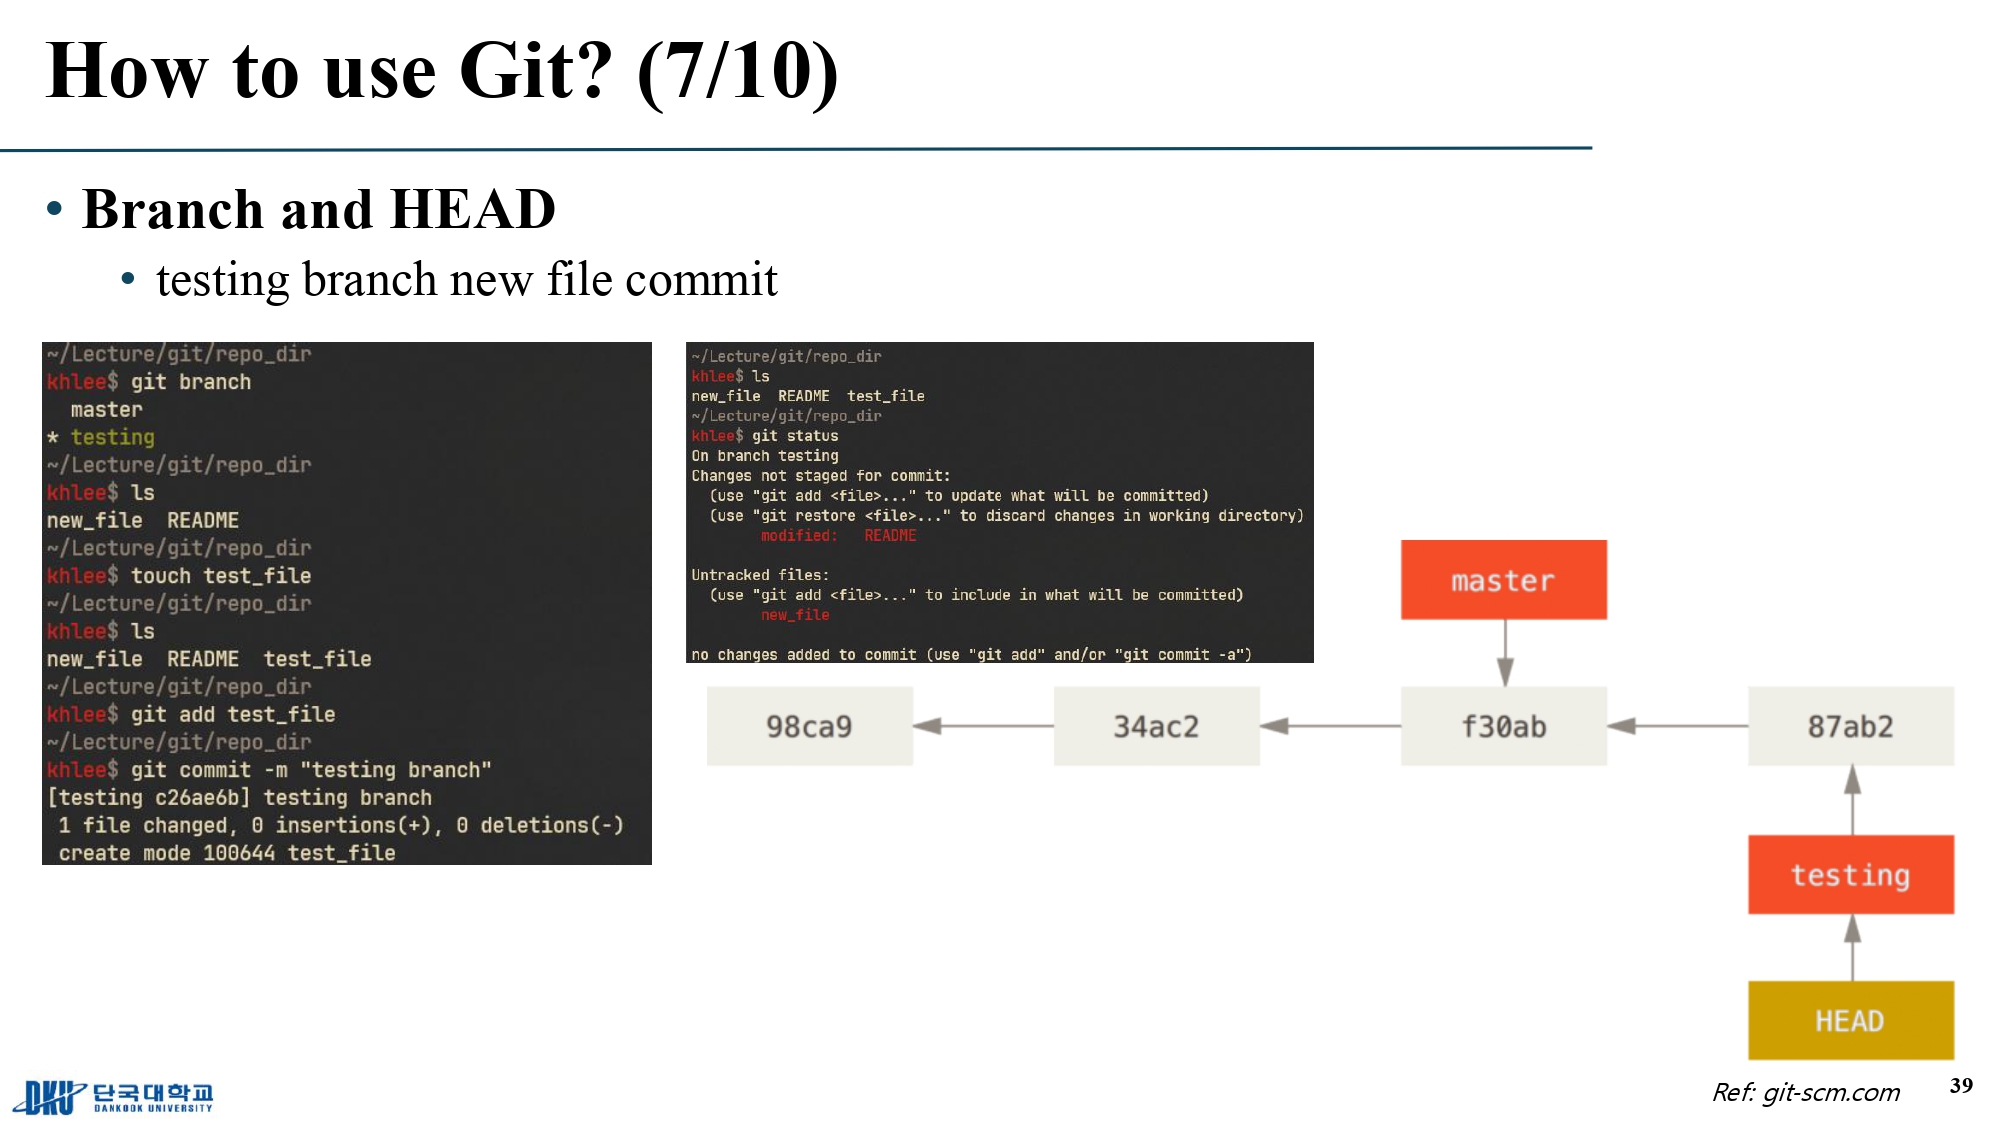 How to use Git? (7/10)
• Branch and HEAD
• testing branch new file commit
~/Lecture/git/repo_dir
khlee$ git branch
  master
* testing
~/Lecture/git/repo_dir
khlee$ ls
new_file  README
~/Lecture/git/repo_dir
khlee$ touch test_file
~/Lecture/git/repo_dir
khlee$ ls
new_file  README  test_file
~/Lecture/git/repo_dir
khlee$ git add test_file
~/Lecture/git/repo_dir
khlee$ git commit -m "testing branch"
[testing c26ae6b] testing branch
 1 file changed, 0 insertions(+), 0 deletions(-)
 create mode 100644 test_file
~/Lecture/git/repo_dir
khlee$ ls
new_file  README  test_file
~/Lecture/git/repo_dir
khlee$ git status
On branch testing
Changes not staged for commit:
  (use "git add <file>..." to update what will be committed)
  (use "git restore <file>..." to discard changes in working directory)
        modified:   README
Untracked files:
  (use "git add <file>..." to include in what will be committed)
        new_file
no changes added to commit (use "git add" and/or "git commit -a")
master
98ca9
34ac2
f30ab
87ab2
testing
HEAD
DKU 단국대학교
DANKOOK UNIVERSITY
Ref: git-scm.com
39